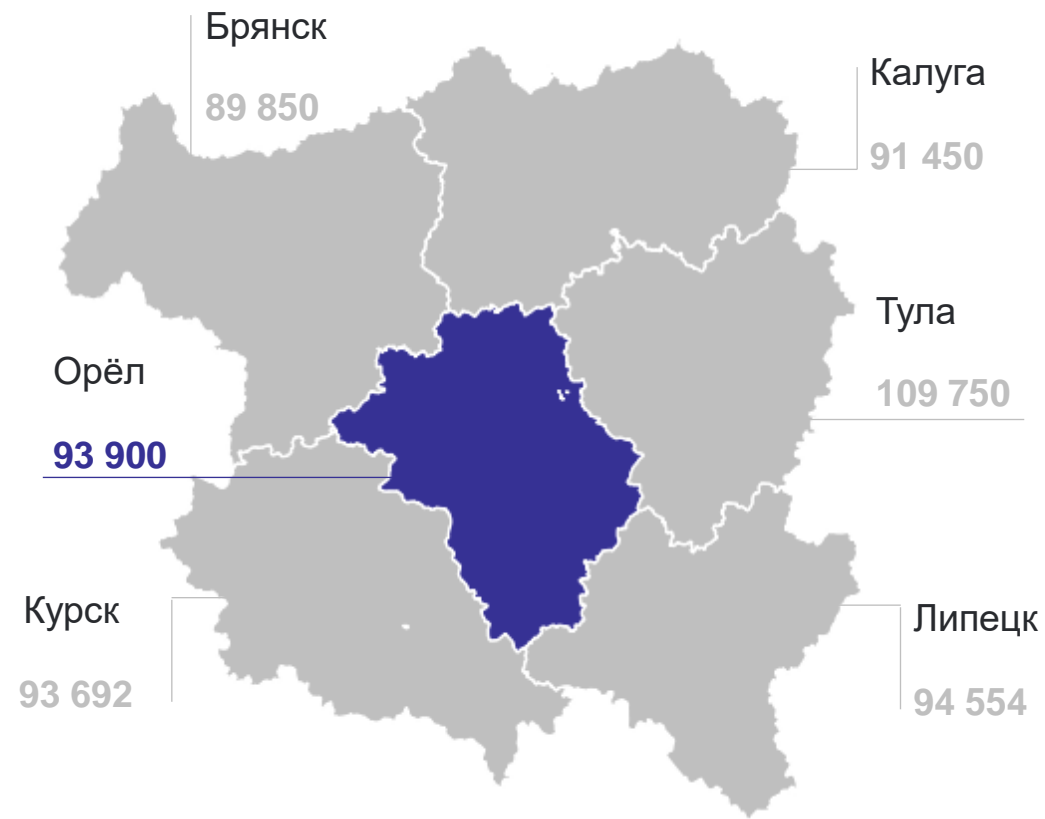 Брянск
89 850
Калуга
91 450
Тула
109 750
Орёл
93 900
Курск
93 692
Липецк
94 554